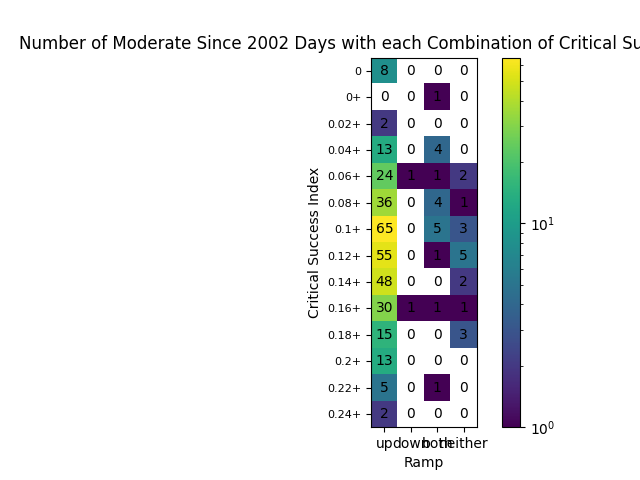 Number of Moderate Since 2002 Days with each Combination of Critical Su
0 8 0 0 0
0+ 0 0 1 0
0.02+ 2 0 0 0
0.04+ 13 0 4 0
0.06+ 24 1 1 2
0.08+ 36 0 4 1
0.1+ 65 0 5 3
0.12+ 55 0 1 5
0.14+ 48 0 0 2
0.16+ 30 1 1 1
0.18+ 15 0 0 3
0.2+ 13 0 0 0
0.22+ 5 0 1 0
0.24+ 2 0 0 0
up down both neither
Ramp
Critical Success Index
10¹
10⁰